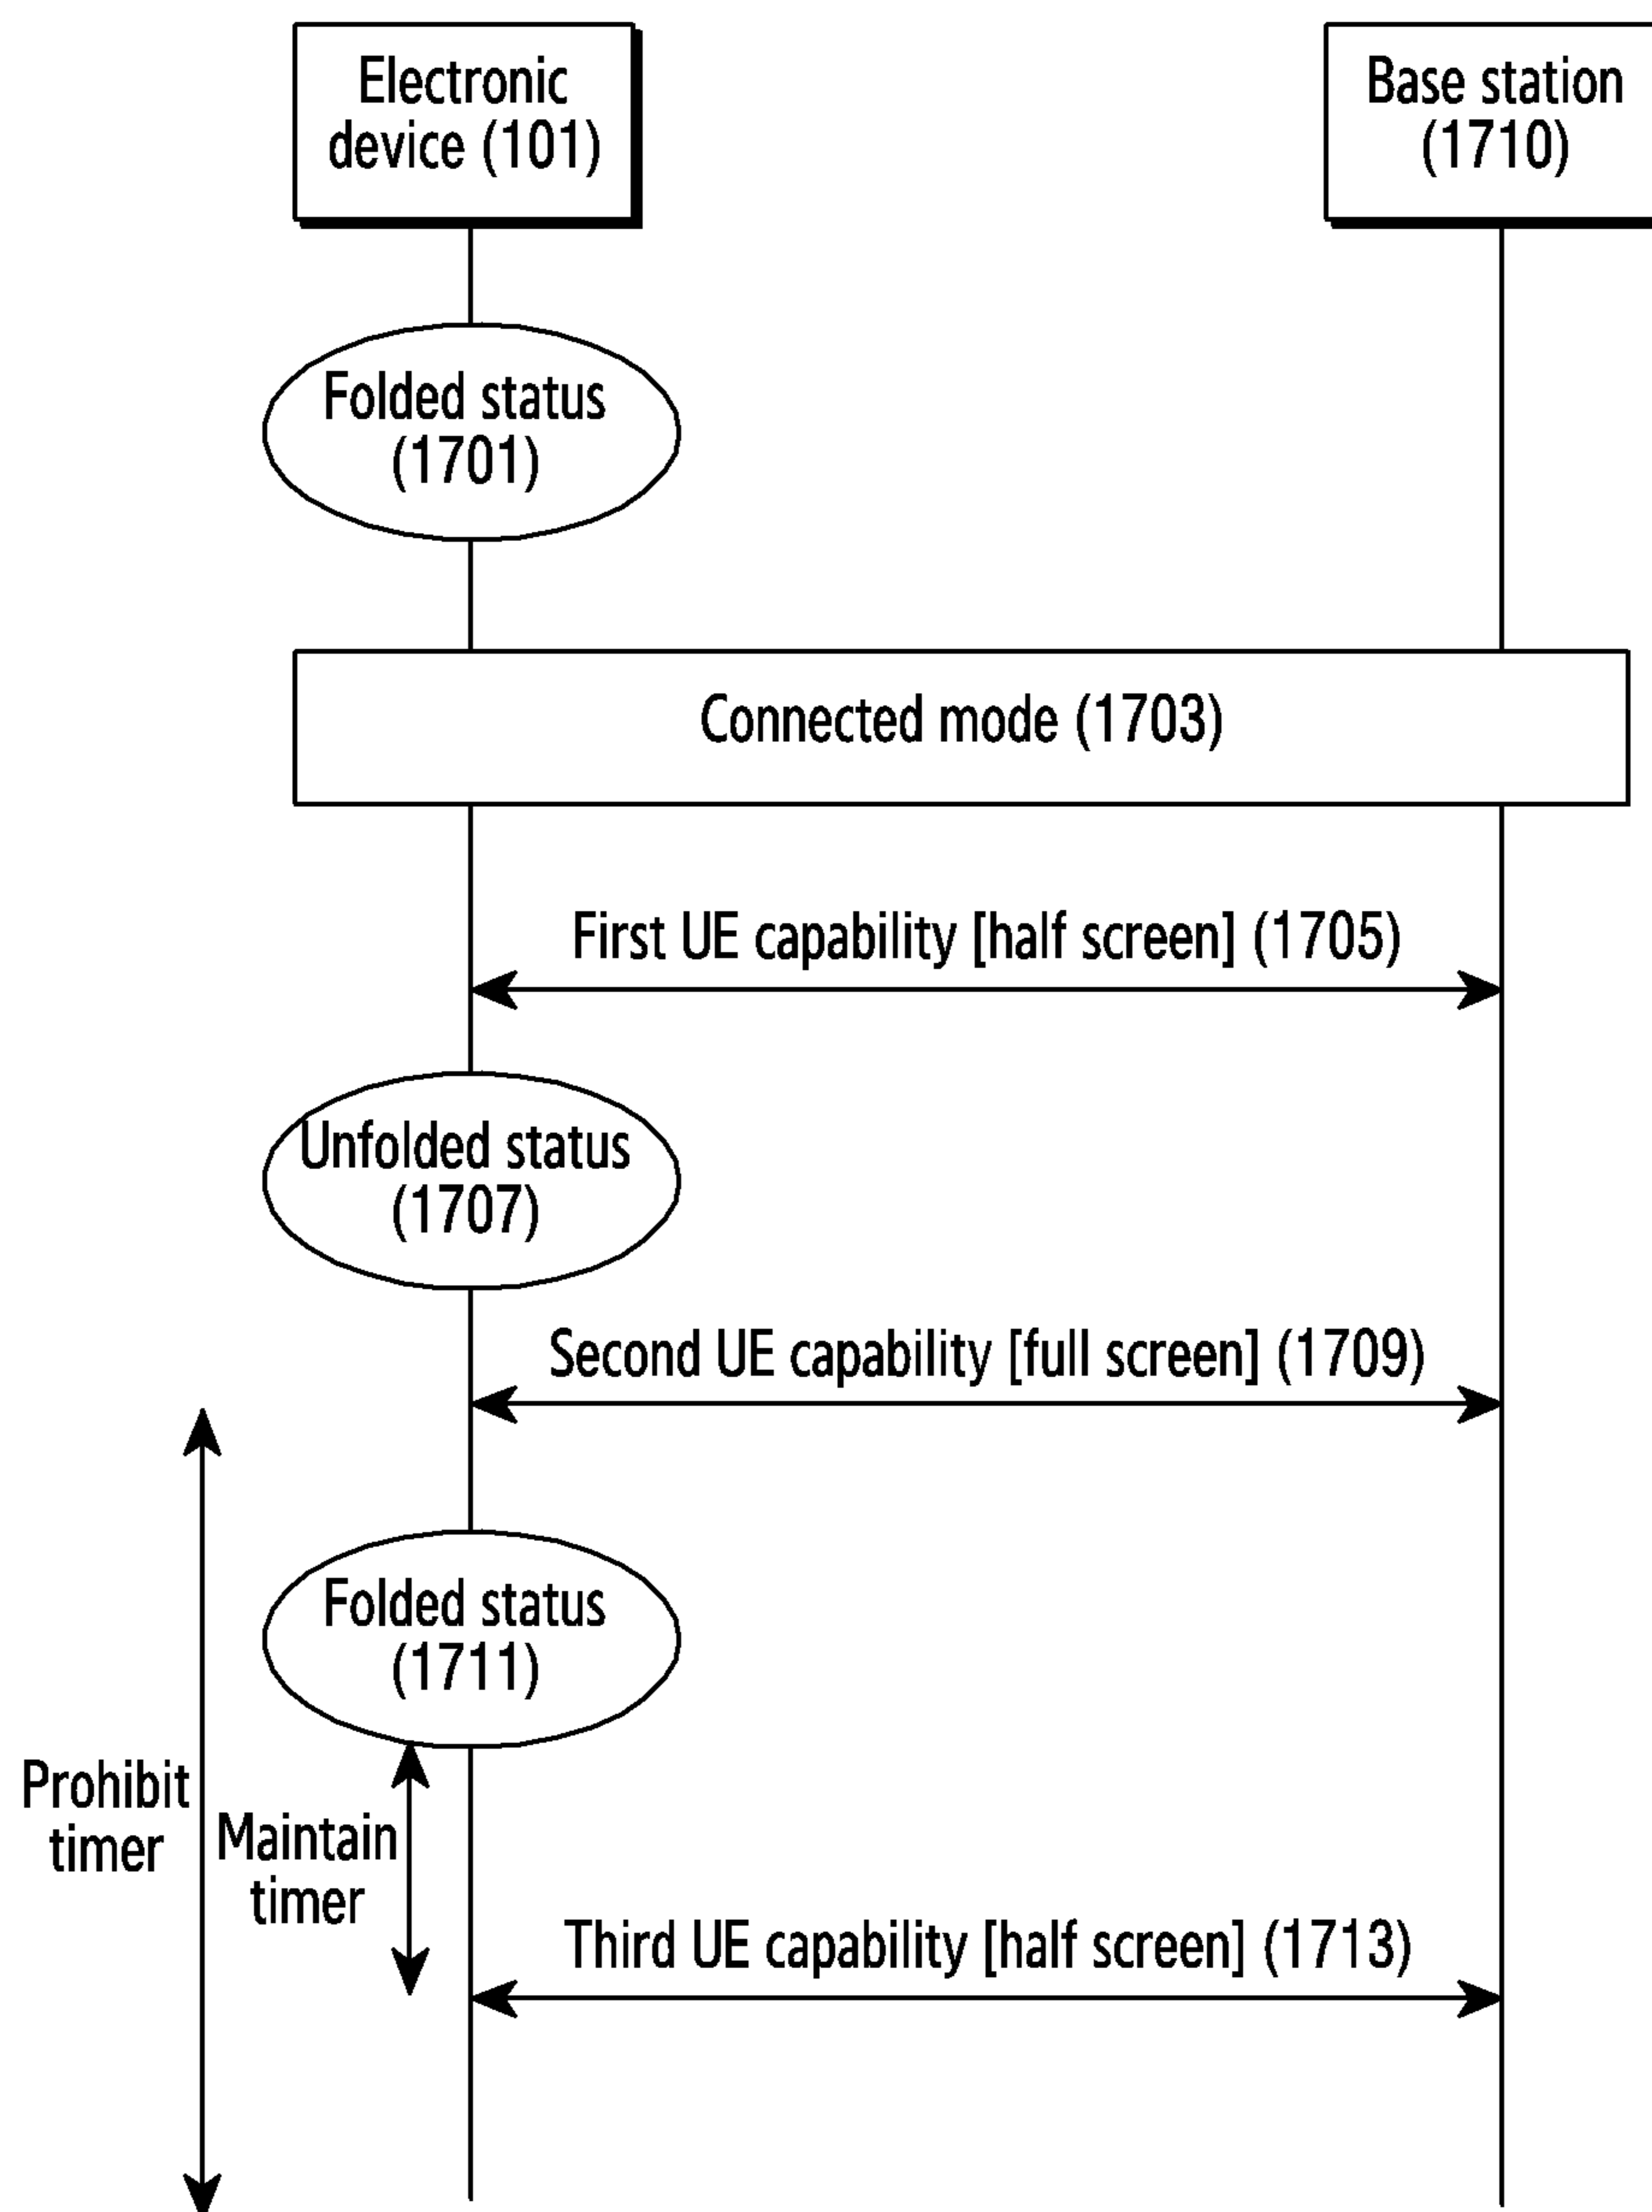 Electronic
device (101)
Base station
(1710)
Folded status
(1701)
Connected mode (1703)
First UE capability [half screen] (1705)
Unfolded status
(1707)
Second UE capability [full screen] (1709)
Folded status
(1711)
Prohibit
timer
Maintain
timer
Third UE capability [half screen] (1713)